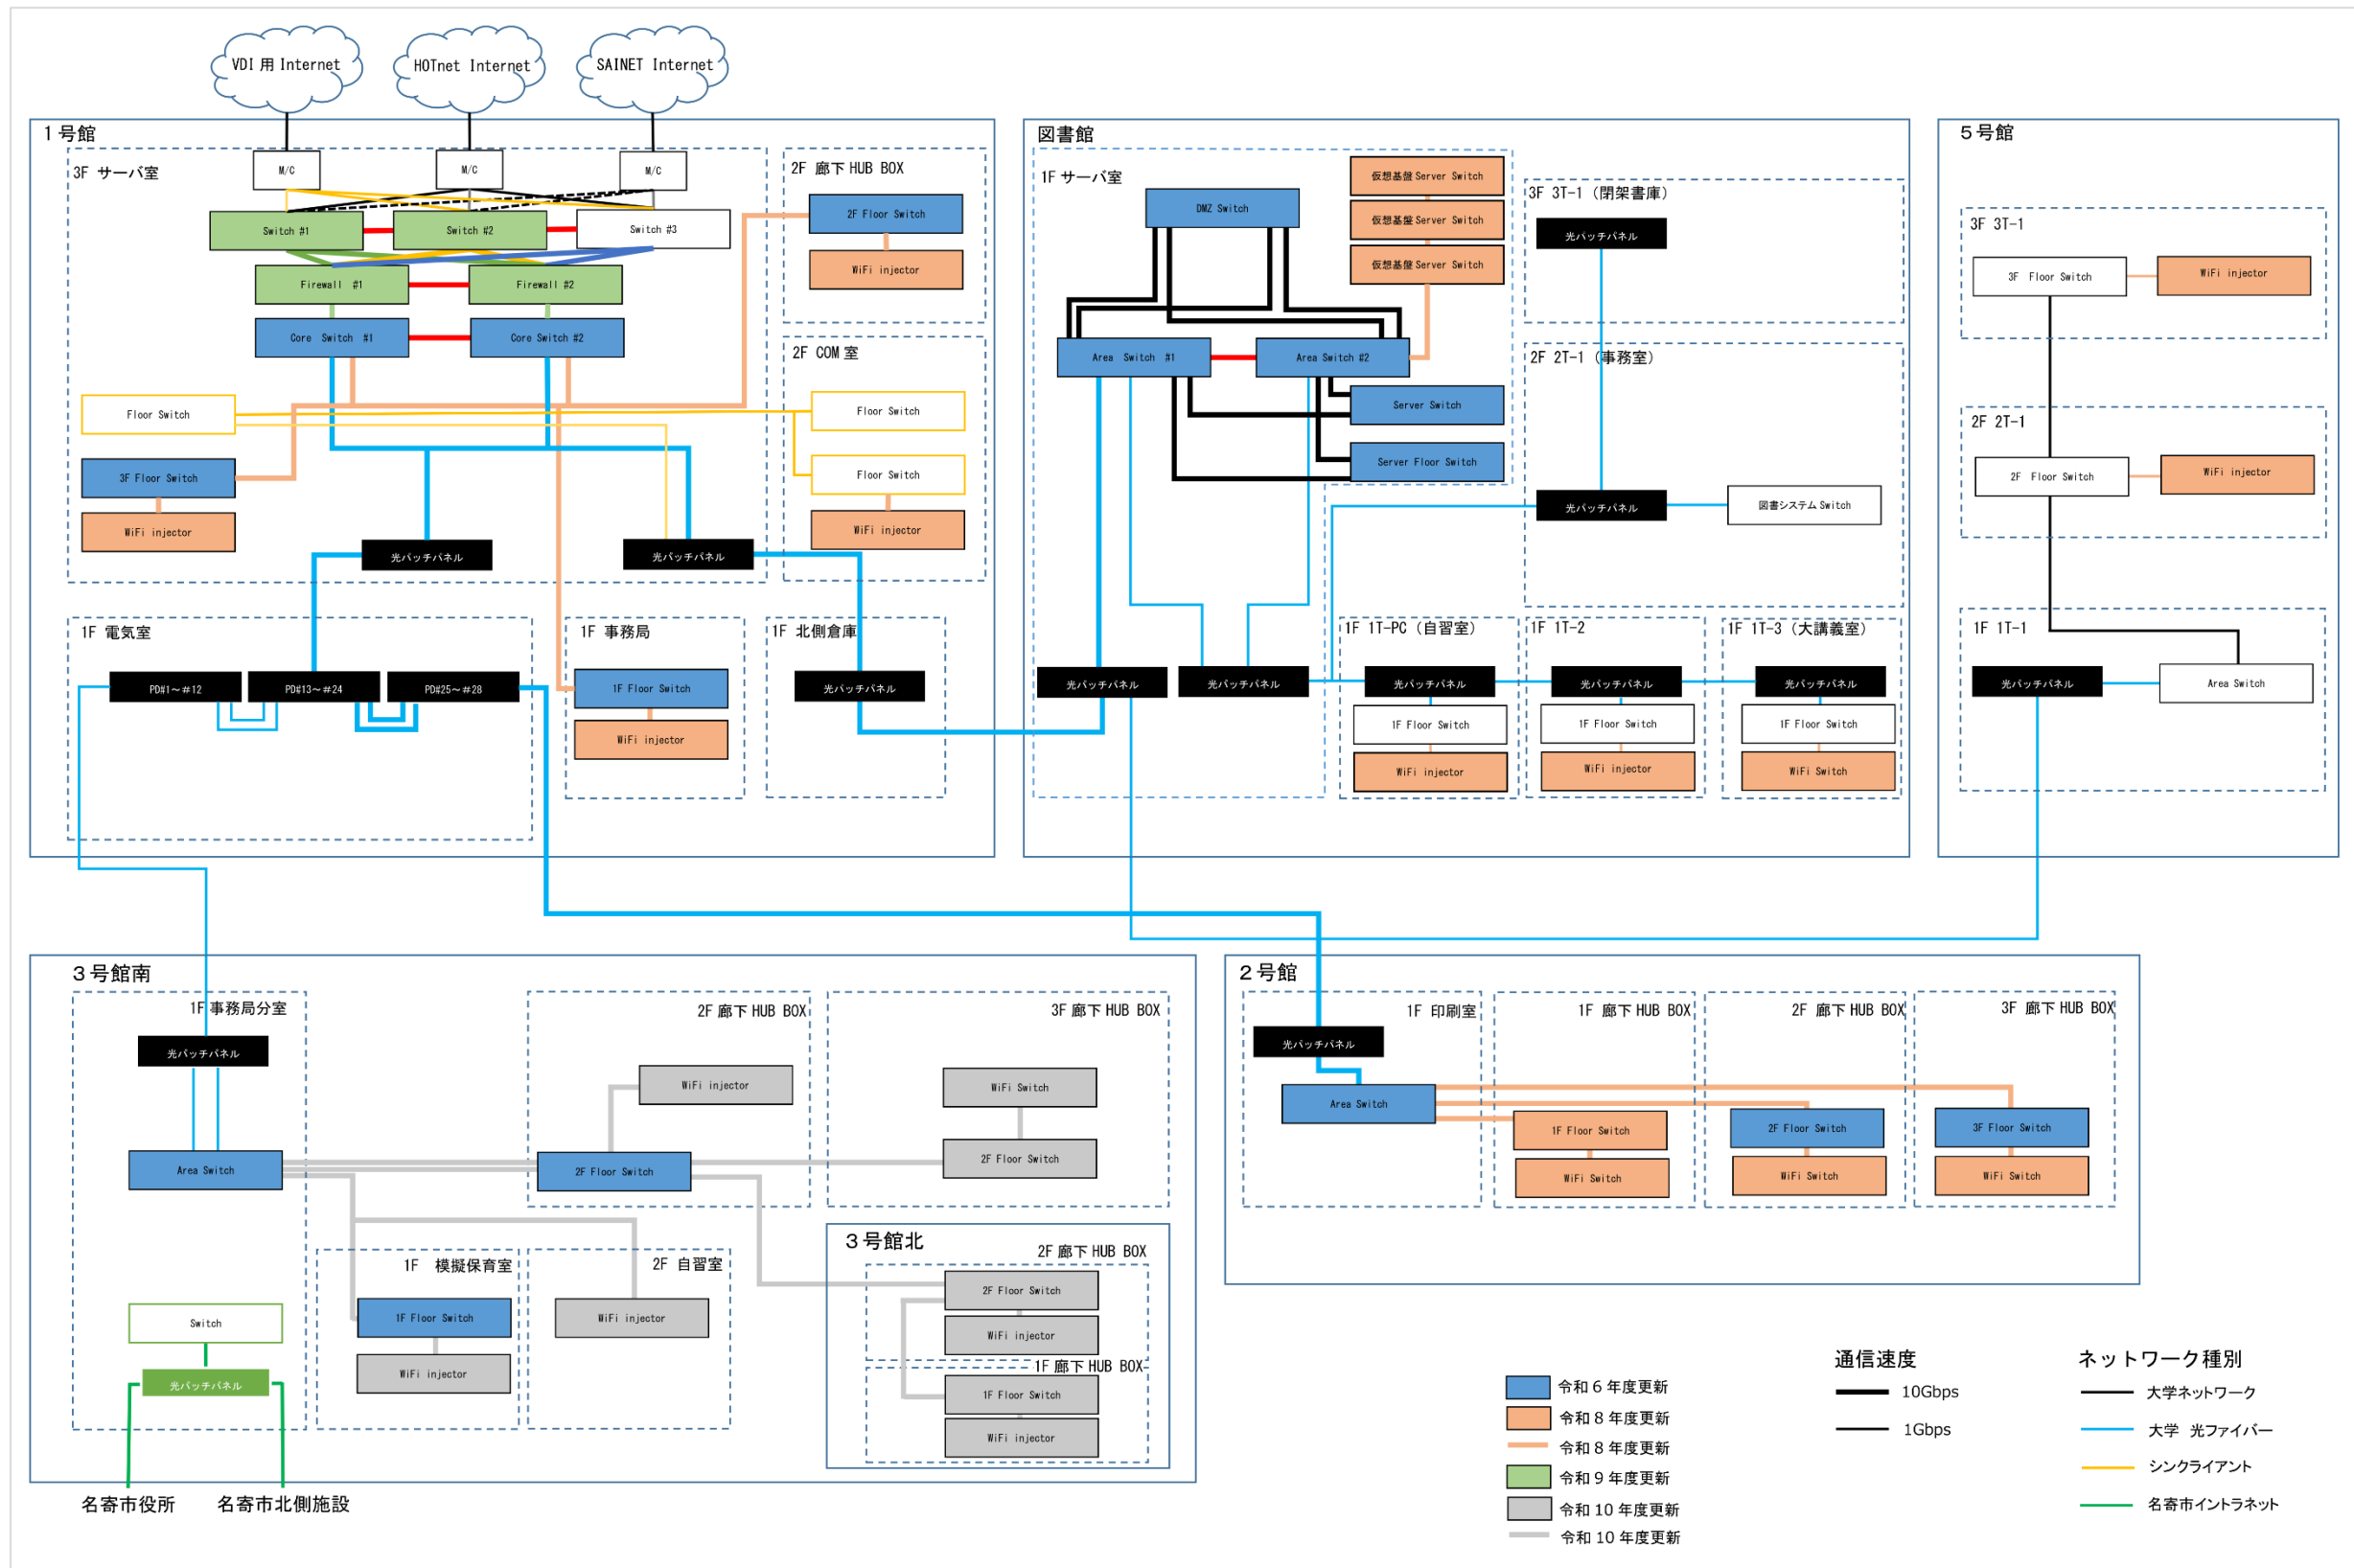 VDI 用 Internet
HOTnet Internet
SAINET Internet
1号館
3F サーバ室
M/C
M/C
M/C
Switch #1
Switch #2
Switch #3
Firewall #1
Firewall #2
Core Switch #1
Core Switch #2
Floor Switch
3F Floor Switch
WiFi injector
光パッチパネル
光パッチパネル
2F 廊下 HUB BOX
2F Floor Switch
WiFi injector
2F COM室
Floor Switch
Floor Switch
WiFi injector
1F 電気室
PD#1～#12
PD#13～#24
PD#25～#28
1F 事務局
1F Floor Switch
WiFi injector
1F 北側倉庫
光パッチパネル
図書館
1F サーバ室
DMZ Switch
仮想基盤 Server Switch
仮想基盤 Server Switch
仮想基盤 Server Switch
Area Switch #1
Area Switch #2
Server Switch
Server Floor Switch
光パッチパネル
光パッチパネル
3F 3T-1（閉架書庫）
光パッチパネル
2F 2T-1（事務室）
光パッチパネル
図書システム Switch
1F 1T-PC（自習室）
光パッチパネル
1F Floor Switch
WiFi injector
1F 1T-2
光パッチパネル
1F Floor Switch
WiFi injector
1F 1T-3（大講義室）
光パッチパネル
1F Floor Switch
WiFi Switch
5号館
3F 3T-1
3F Floor Switch
WiFi injector
2F 2T-1
2F Floor Switch
WiFi injector
1F 1T-1
光パッチパネル
Area Switch
3号館南
1F 事務局分室
光パッチパネル
Area Switch
Switch
光パッチパネル
名寄市役所
名寄市北側施設
2F 廊下 HUB BOX
WiFi injector
2F Floor Switch
3F 廊下 HUB BOX
WiFi Switch
2F Floor Switch
1F 模擬保育室
1F Floor Switch
WiFi injector
2F 自習室
WiFi injector
3号館北
2F 廊下 HUB BOX
2F Floor Switch
WiFi injector
1F 廊下 HUB BOX
1F Floor Switch
WiFi injector
2号館
1F 印刷室
光パッチパネル
Area Switch
1F 廊下 HUB BOX
1F Floor Switch
WiFi Switch
2F 廊下 HUB BOX
2F Floor Switch
WiFi Switch
3F 廊下 HUB BOX
3F Floor Switch
WiFi Switch
令和６年度更新
令和８年度更新
令和８年度更新
令和９年度更新
令和10年度更新
令和10年度更新
通信速度
10Gbps
1Gbps
ネットワーク種別
大学ネットワーク
大学 光ファイバー
シンクライアント
名寄市イントラネット